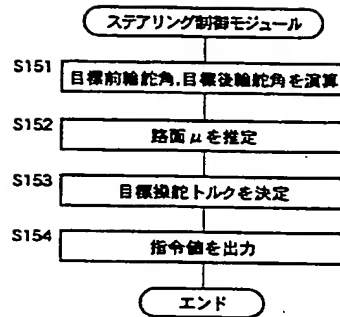 ステアリング制御モジュール
S151
目標前輪舵角,目標後輪舵角を演算
S152
路面μを推定
S153
目標操舵トルクを決定
S154
指令値を出力
エンド